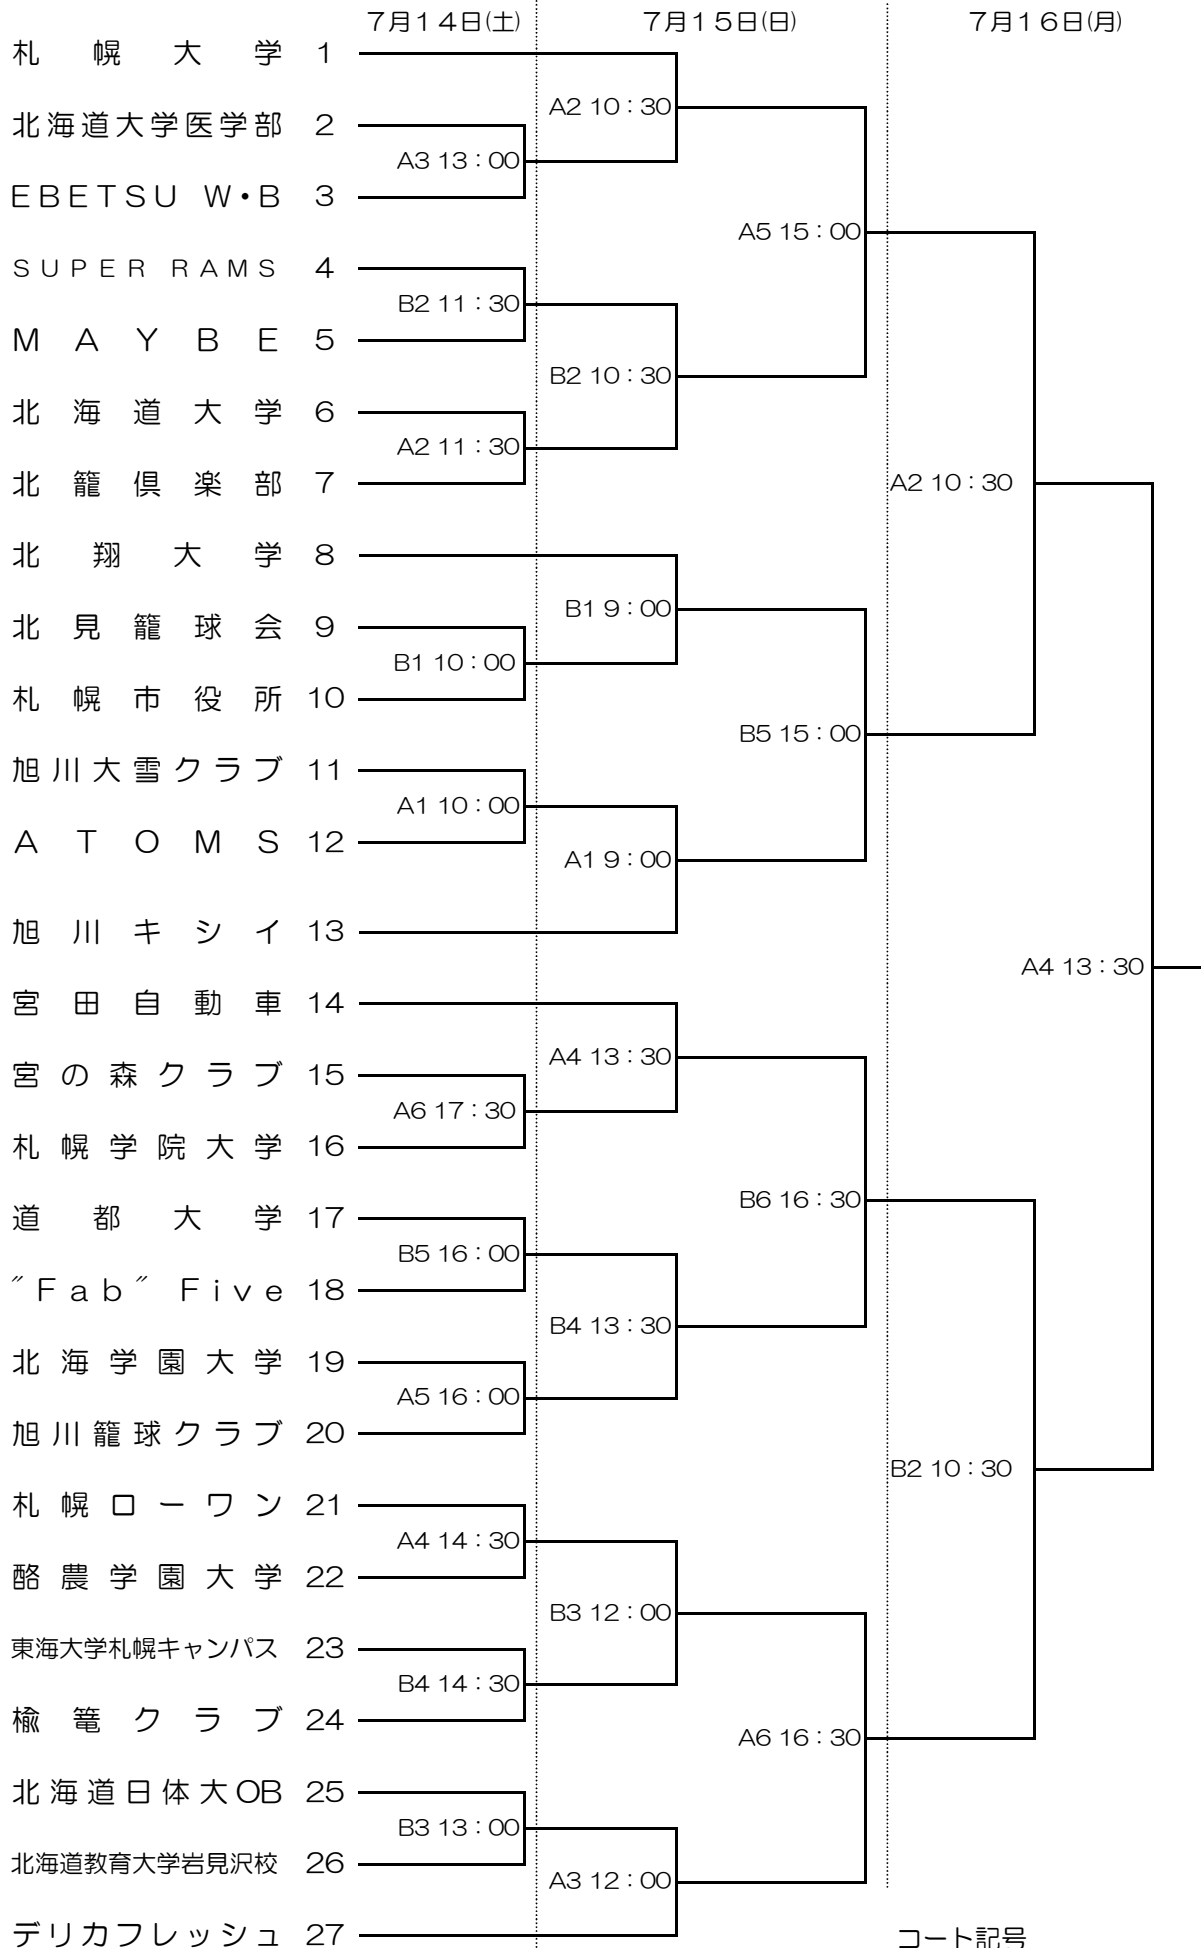 7月14日(土) 7月15日(日) 7月16日(月)
札幌大学 1
A2 10:30
北海道大学医学部 2
A3 13:00
EBETSU W・B 3
A5 15:00
SUPER RAMS 4
B2 11:30
MAYBE 5
B2 10:30
北海道大学 6
A2 11:30
北籠倶楽部 7
A2 10:30
北翔大学 8
B1 9:00
北見籠球会 9
B1 10:00
札幌市役所 10
B5 15:00
旭川大雪クラブ 11
A1 10:00
ATOMS 12
A1 9:00
旭川キシイ 13
A4 13:30
宮田自動車 14
A4 13:30
宮の森クラブ 15
A6 17:30
札幌学院大学 16
B6 16:30
道都大学 17
B5 16:00
"Fab" Five 18
B4 13:30
北海学園大学 19
A5 16:00
旭川籠球クラブ 20
B2 10:30
札幌ローワン 21
A4 14:30
酪農学園大学 22
B3 12:00
東海大学札幌キャンパス 23
B4 14:30
楡篭クラブ 24
A6 16:30
北海道日体大OB 25
B3 13:00
北海道教育大学岩見沢校 26
A3 12:00
デリカフレッシュ 27
コート記号